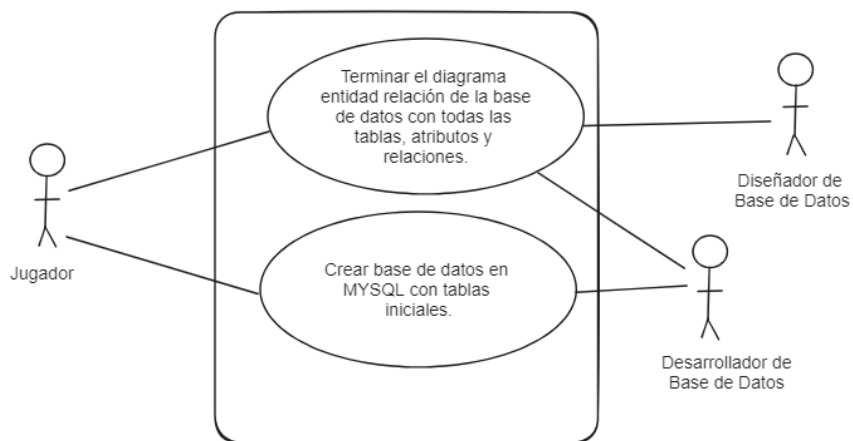 Terminar el diagrama
entidad relación de la base
de datos con todas las
tablas, atributos y
relaciones.
Diseñador de
Base de Datos
Jugador
Crear base de datos en
MYSQL con tablas
iniciales.
Desarrollador de
Base de Datos